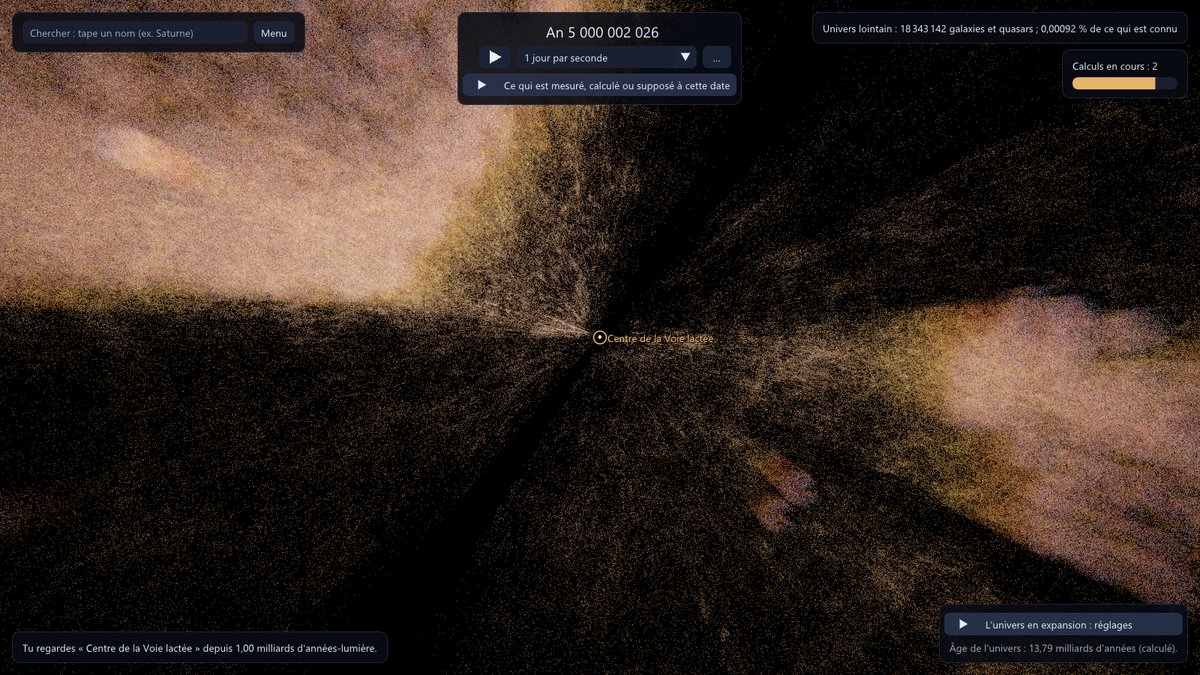 Chercher : tape un nom (ex. Saturne)
Menu
An 5 000 002 026
1 jour par seconde
...
Ce qui est mesuré, calculé ou supposé à cette date
Univers lointain : 18 343 142 galaxies et quasars ; 0,00092 % de ce qui est connu
Calculs en cours : 2
Centre de la Voie lactée
Tu regardes « Centre de la Voie lactée » depuis 1,00 milliards d'années-lumière.
L'univers en expansion : réglages
Âge de l'univers : 13,79 milliards d'années (calculé).